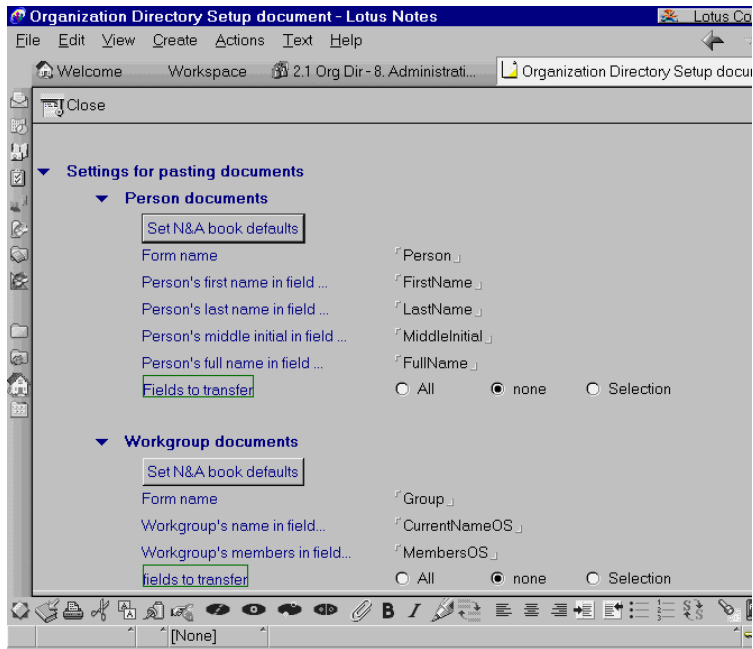 Organization Directory Setup document - Lotus Notes
Lotus Co
File Edit View Create Actions Text Help
Welcome Workspace 2.1 Org Dir - 8. Administrati... Organization Directory Setup docu
Close
Settings for pasting documents
Person documents
Set N&A book defaults
Form name Person
Person's first name in field ... FirstName
Person's last name in field ... LastName
Person's middle initial in field ... MiddleInitial
Person's full name in field ... FullName
Fields to transfer All none Selection
Workgroup documents
Set N&A book defaults
Form name Group
Workgroup's name in field... CurrentNameOS
Workgroup's members in field... MembersOS
fields to transfer All none Selection
B I
[None]